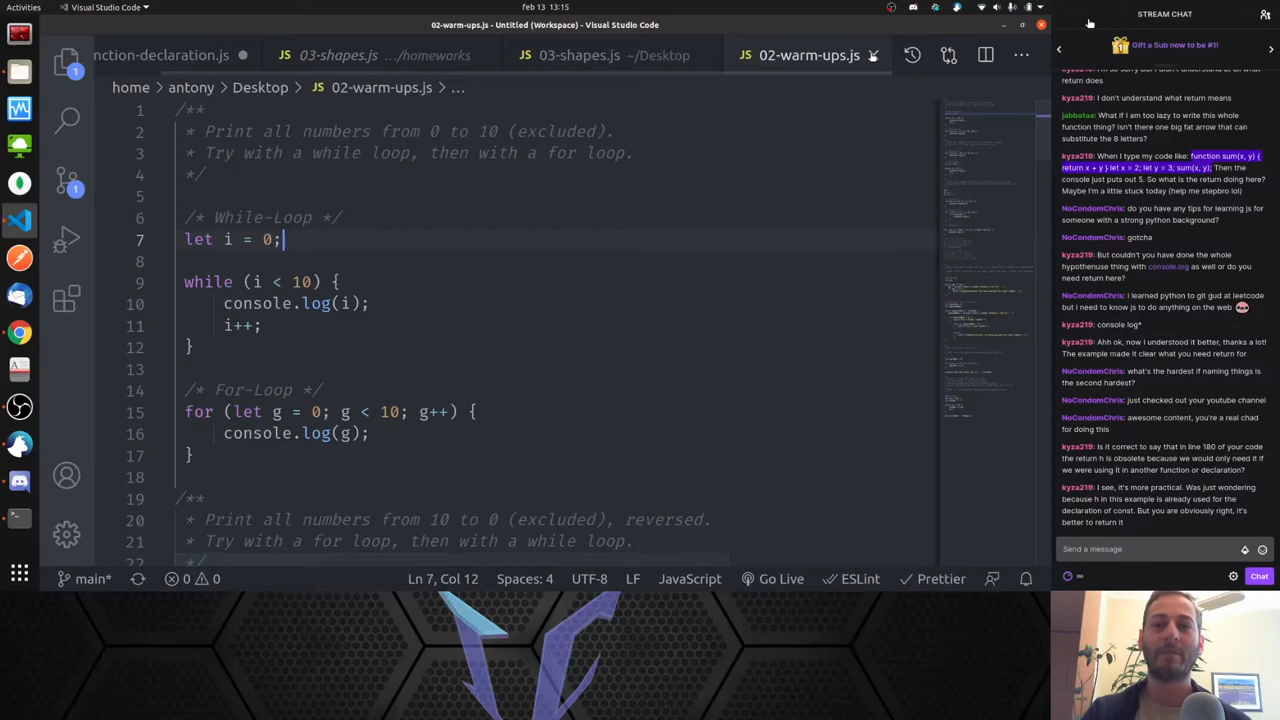 Activities
Visual Studio Code
feb 13 13:15
02-warm-ups.js - Untitled (Workspace) - Visual Studio Code
nction-declaration.js
JS 03-shapes.js ~/Desktop
JS 02-warm-ups.js
home > antony > Desktop > JS 02-warm-ups.js > ...
1 /**
2 * Print all numbers from 0 to 10 (excluded).
3 * Try with a while loop, then with a for loop.
4 */
5
6 /* While-Loop */
7 let i = 0;
8
9 while
10 console.log(i);
11 i++;
12 }
13
14
15 for (let g = 0; g < 10; g++) {
16 console.log(g);
17 }
18
19 /**
20 * Print all numbers from 10 to 0 (excluded), reversed.
21 * Try with a for loop, then with a while loop.
22 */
1
1
main*
0 0
Ln 7, Col 12
Spaces: 4
UTF-8
LF
JavaScript
Go Live
ESLint
Prettier
STREAM CHAT
Gift a Sub now to be #1!
return does
kyza219: I don't understand what return means
jabbataa: What if I am too lazy to write this whole
function thing? Isn't there one big fat arrow that can
substitute the 8 letters?
kyza219: When I type my code like: function sum(x, y) {
return x + y } let x = 2; let y = 3; sum(x, y); Then the
console just puts out 5. So what is the return doing here?
Maybe I'm a little stuck today (help me stepbro lol)
NoCondomChris: do you have any tips for learning js for
someone with a strong python background?
NoCondomChris: gotcha
kyza219: But couldn't you have done the whole
hypothenuse thing with console.log as well or do you
need return here?
NoCondomChris: i learned python to git gud at leetcode
but i need to know js to do anything on the web
kyza219: console log*
kyza219: Ahh ok, now I understood it better, thanks a lot!
The example made it clear what you need return for
NoCondomChris: what's the hardest if naming things is
the second hardest?
NoCondomChris: just checked out your youtube channel
NoCondomChris: awesome content, you're a real chad
for doing this
kyza219: Is it correct to say that in line 180 of your code
the return h is obsolete because we would only need it if
we were using it in another function or declaration?
kyza219: I see, it's more practical. Was just wondering
because h in this example is already used for the
declaration of const. But you are obviously right, it's
better to return it
Send a message
Chat